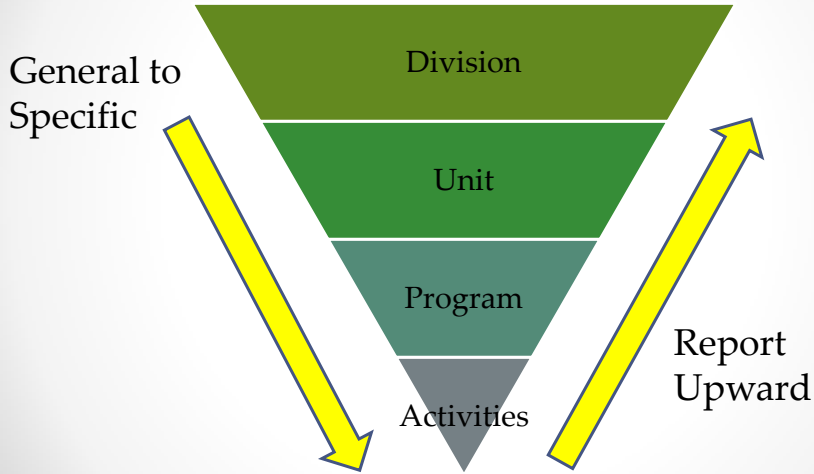 General to
Specific
Division
Unit
Program
Activities
Report
Upward